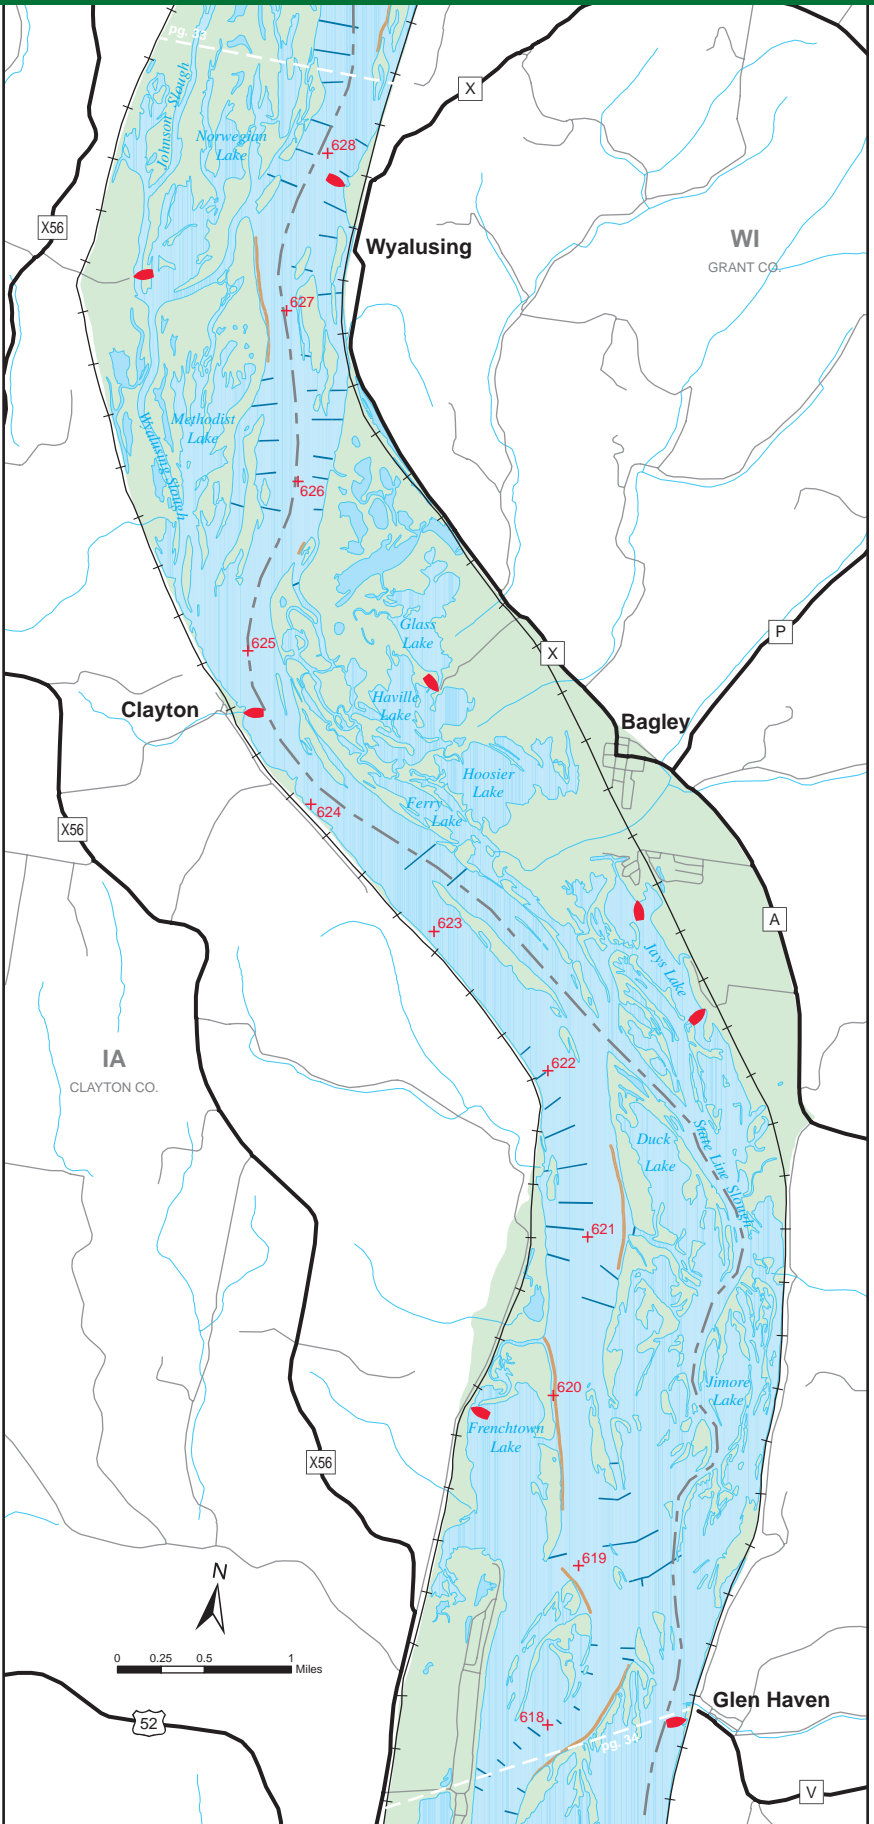 pg. 33
Johnson Slough
Norwegian
Lake
628
X
X56
Wyalusing
WI
GRANT CO.
627
Methodist
Lake
Wyalusing Slough
626
Glass
Lake
625
P
X
Haville
Lake
Clayton
Bagley
Hoosier
Lake
Ferry
Lake
624
X56
623
A
Jays Lake
IA
CLAYTON CO.
622
Duck
Lake
State Line Slough
621
620
Jimore
Lake
Frenchtown
Lake
X56
619
N
0 0.25 0.5 1
Miles
Glen Haven
618
52
pg. 34
V